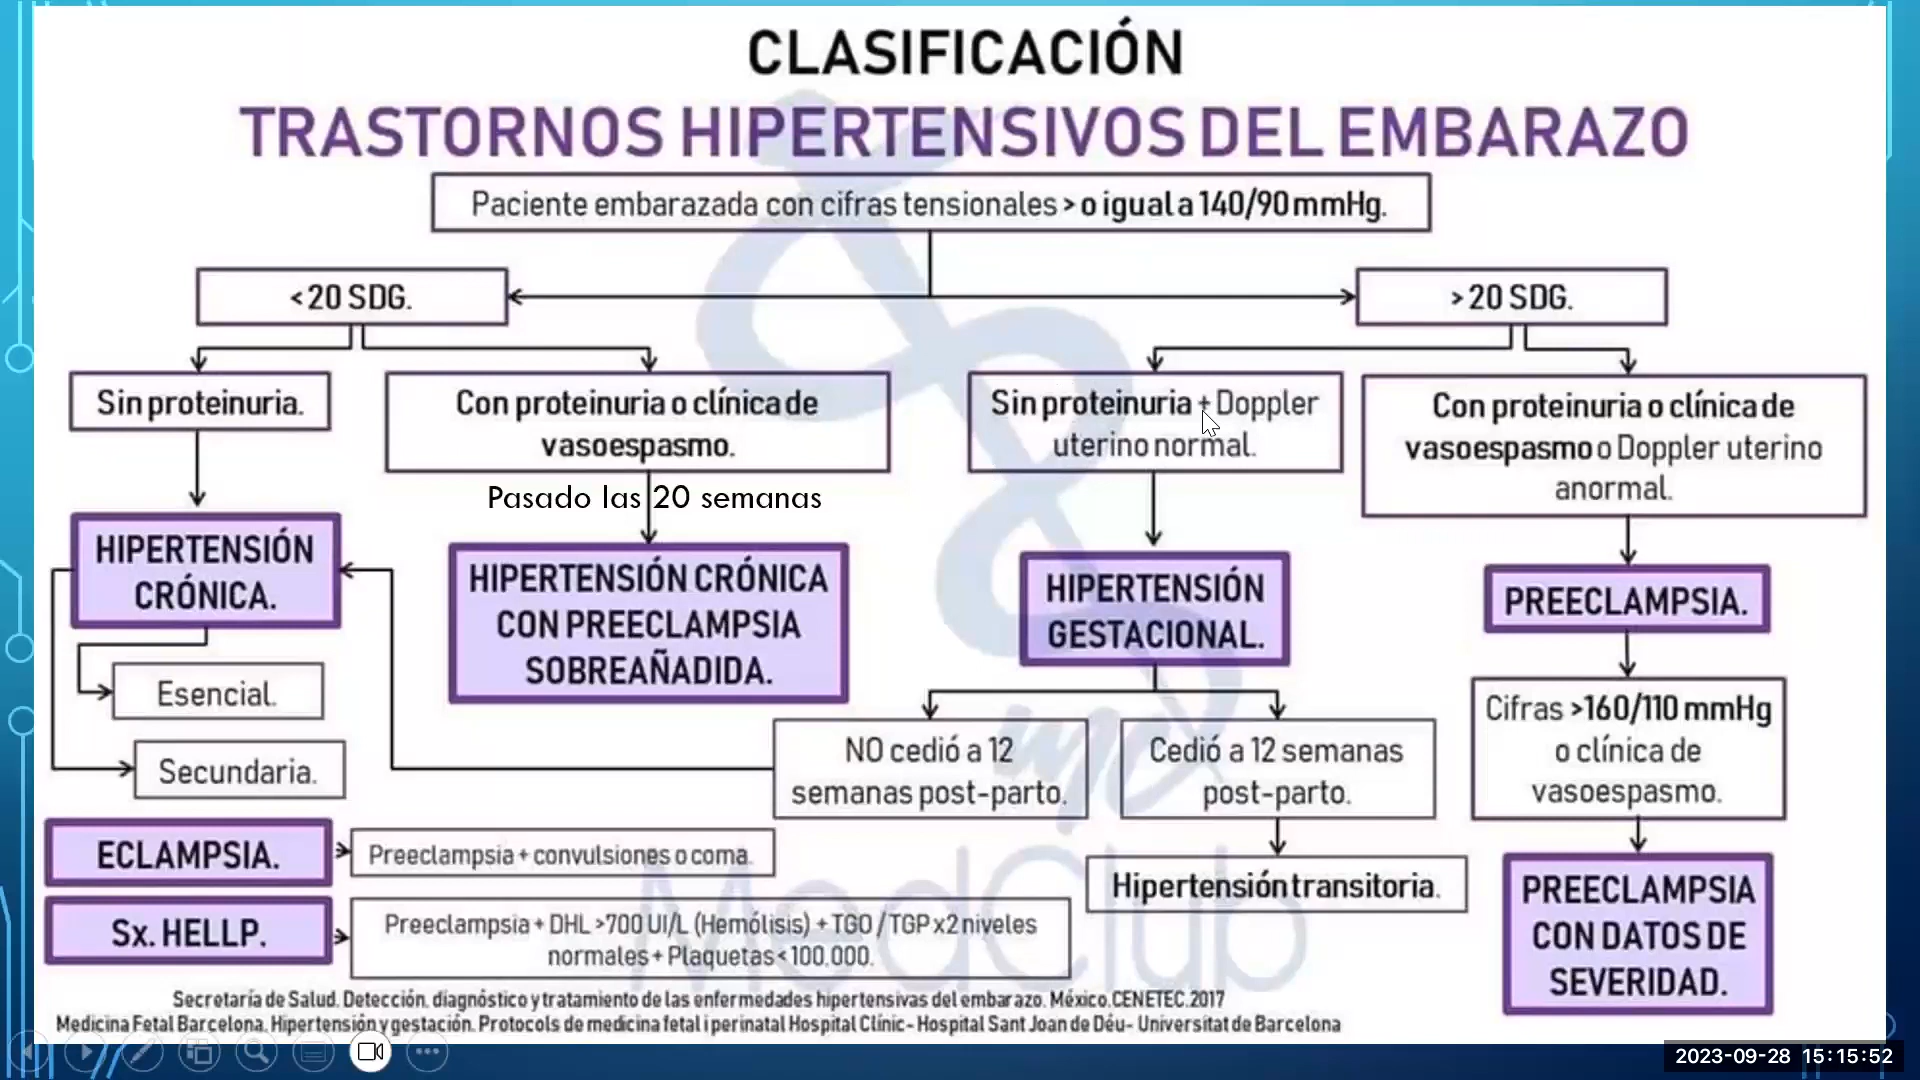 CLASIFICACIÓN
TRASTORNOS HIPERTENSIVOS DEL EMBARAZO
Paciente embarazada con cifras tensionales > o igual a 140/90 mmHg.
< 20 SDG.
> 20 SDG.
Sin proteinuria.
Con proteinuria o clínica de
vasoespasmo.
Sin proteinuria + Doppler
uterino normal.
Con proteinuria o clínica de
vasoespasmo o Doppler uterino
anormal.
Pasado las 20 semanas
HIPERTENSIÓN
CRÓNICA.
HIPERTENSIÓN CRÓNICA
CON PREECLAMPSIA
SOBREAÑADIDA.
HIPERTENSIÓN
GESTACIONAL.
PREECLAMPSIA.
Esencial.
Secundaria.
NO cedió a 12
semanas post-parto.
Cedió a 12 semanas
post-parto.
Cifras >160/110 mmHg
o clínica de
vasoespasmo.
Hipertensión transitoria.
PREECLAMPSIA
CON DATOS DE
SEVERIDAD.
ECLAMPSIA.
Preeclampsia + convulsiones o coma.
Sx. HELLP.
Preeclampsia + DHL >700 UI/L (Hemólisis) + TGO / TGP x2 niveles
normales + Plaquetas < 100,000.
MedClub
Secretaría de Salud. Detección, diagnóstico y tratamiento de las enfermedades hipertensivas del embarazo. México. CENETEC. 2017
Medicina Fetal Barcelona. Hipertensión y gestación. Protocols de medicina fetal i perinatal Hospital Clínic- Hospital Sant Joan de Déu- Universitat de Barcelona
2023-09-28 15:15:52